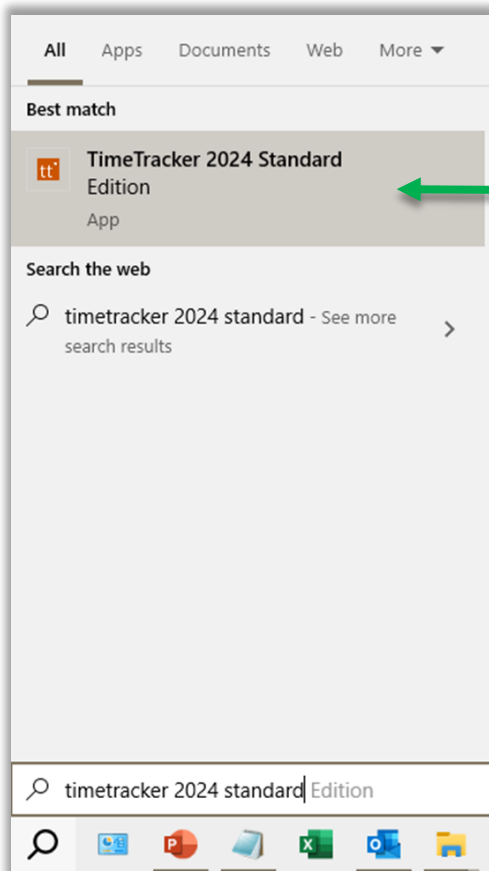 All Apps Documents Web More
Best match
tt
TimeTracker 2024 Standard
Edition
App
Search the web
timetracker 2024 standard - See more
search results
timetracker 2024 standard Edition
P X O